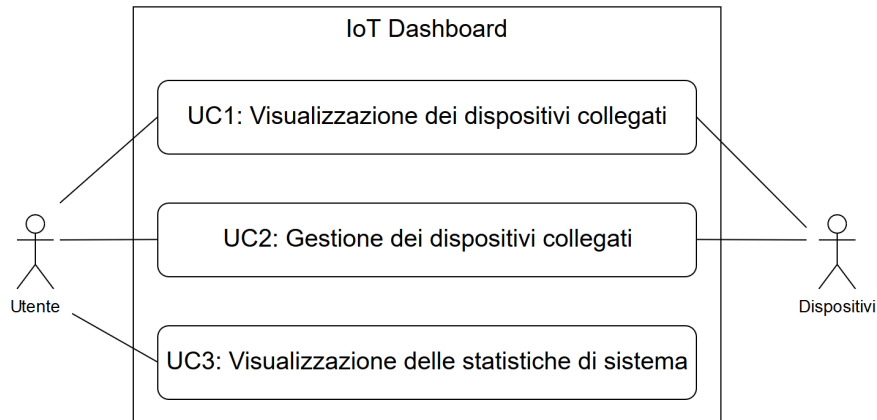 IoT Dashboard
UC1: Visualizzazione dei dispositivi collegati
UC2: Gestione dei dispositivi collegati
Utente
Dispositivi
UC3: Visualizzazione delle statistiche di sistema